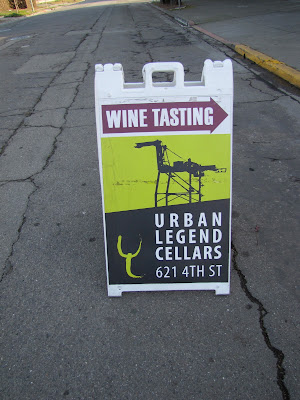 WINE TASTING
URBAN
LEGEND
CELLARS
621 4TH ST